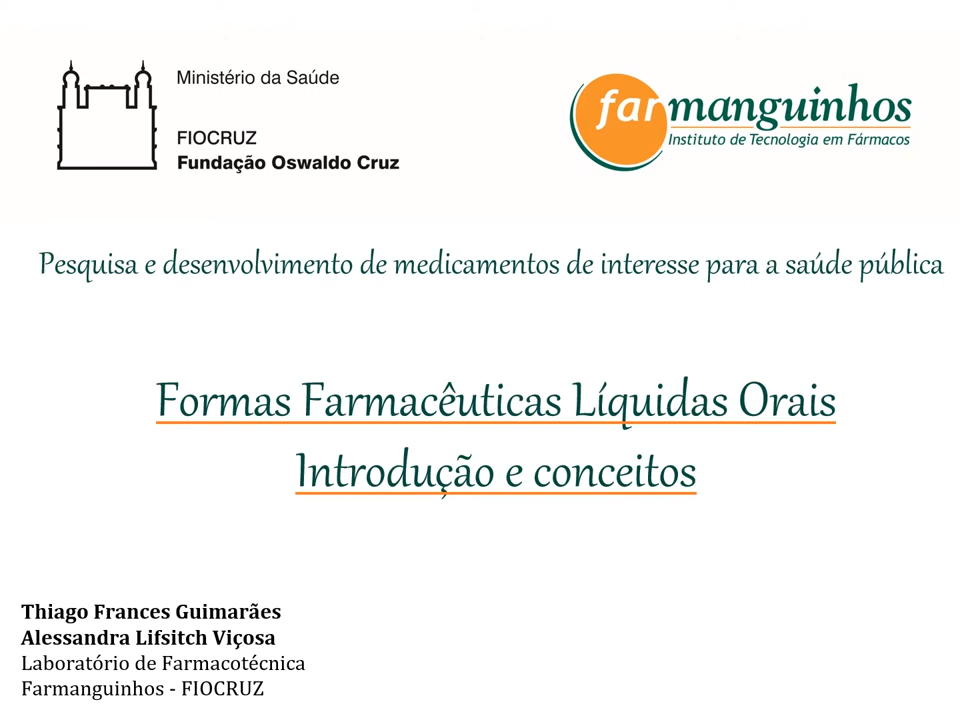 Ministério da Saúde
FIOCRUZ
Fundação Oswaldo Cruz
farmanguinhos
Instituto de Tecnologia em Fármacos
Pesquisa e desenvolvimento de medicamentos de interesse para a saúde pública
Formas Farmacêuticas Líquidas Orais
Introdução e conceitos
Thiago Frances Guimarães
Alessandra Lifsitch Viçosa
Laboratório de Farmacotécnica
Farmanguinhos - FIOCRUZ